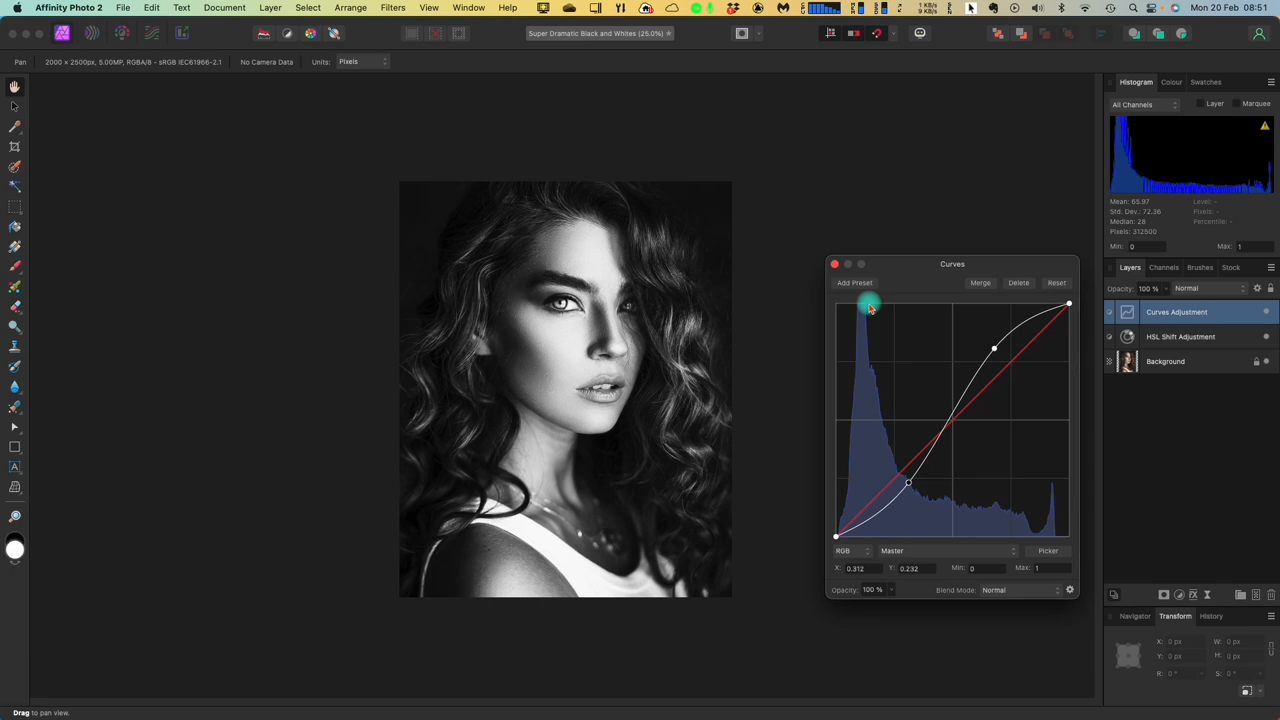 Affinity Photo 2 File Edit Text Document Layer Select Arrange Filters View Window Help Mon 20 Feb 08:51
1 KB/s
9 KB/s
Super Dramatic Black and Whites (25.0%)
Pan 2000 × 2500px, 5.00MP, RGBA/8 - sRGB IEC61966-2.1 No Camera Data Units: Pixels
Histogram Colour Swatches
All Channels Layer Marquee
Mean: 65.97 Level: -
Std. Dev.: 72.36 Pixels: -
Median: 28 Percentile: -
Pixels: 312500
Min: 0 Max: 1
Layers Channels Brushes Stock
Opacity: 100 % Normal
Curves Adjustment
HSL Shift Adjustment
Background
Curves
Add Preset Merge Delete Reset
RGB Master Picker
X: 0.312 Y: 0.232 Min: 0 Max: 1
Opacity: 100 % Blend Mode: Normal
Navigator Transform History
X: 0 px W: 0 px
Y: 0 px H: 0 px
R: 0 ° S: 0 °
A
Drag to pan view.